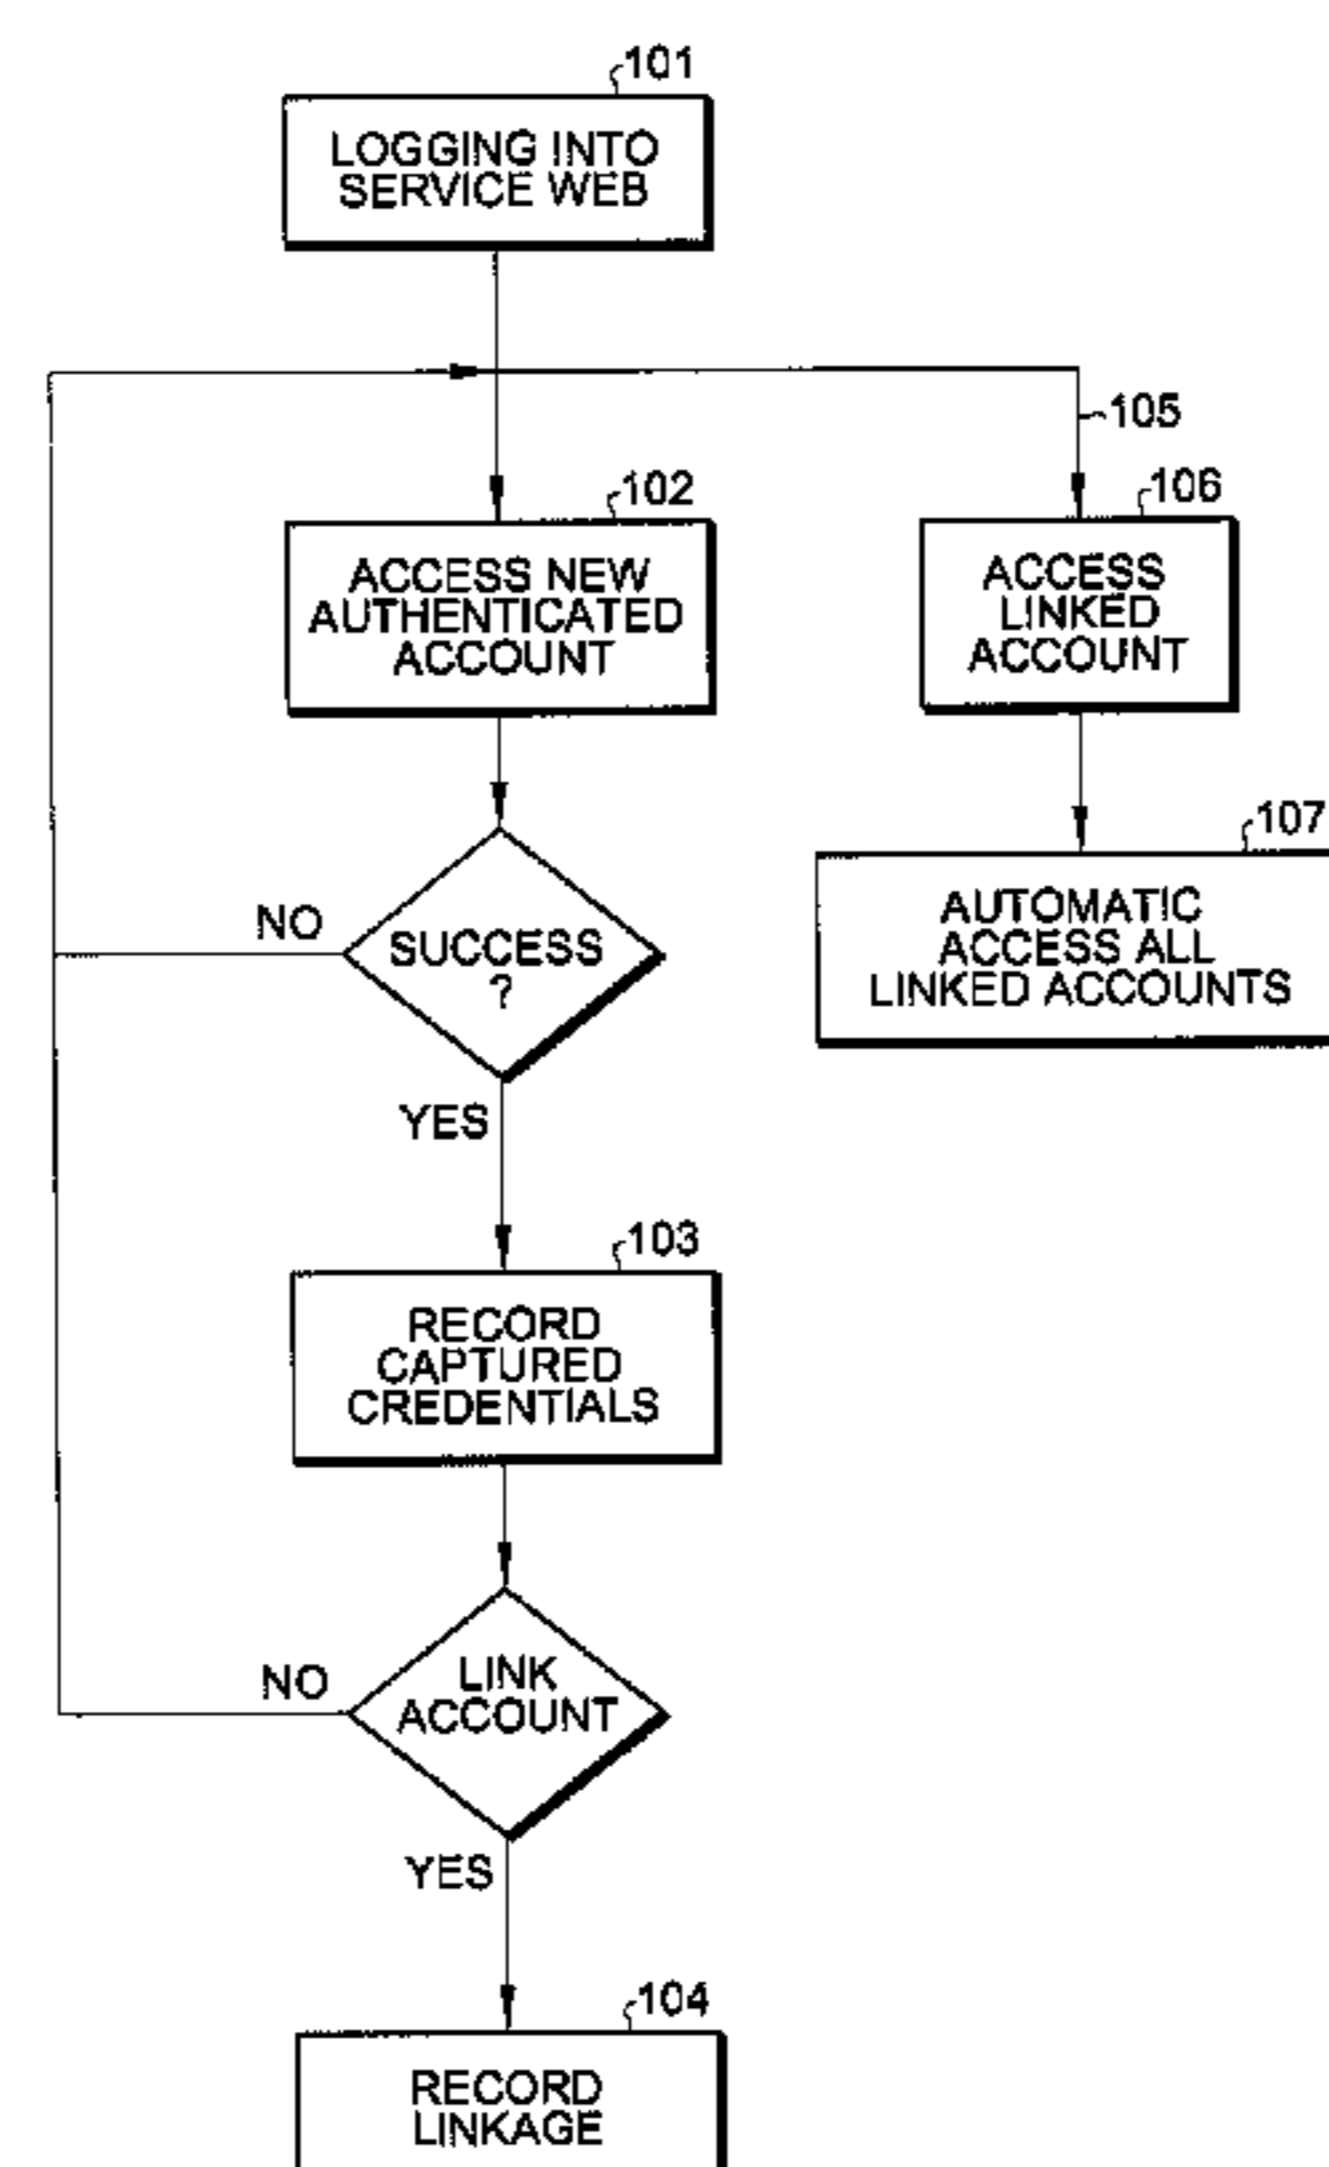 101
LOGGING INTO
SERVICE WEB
105
102
ACCESS NEW
AUTHENTICATED
ACCOUNT
106
ACCESS
LINKED
ACCOUNT
107
AUTOMATIC
ACCESS ALL
LINKED ACCOUNTS
NO
SUCCESS
?
YES
103
RECORD
CAPTURED
CREDENTIALS
NO
LINK
ACCOUNT
YES
104
RECORD
LINKAGE